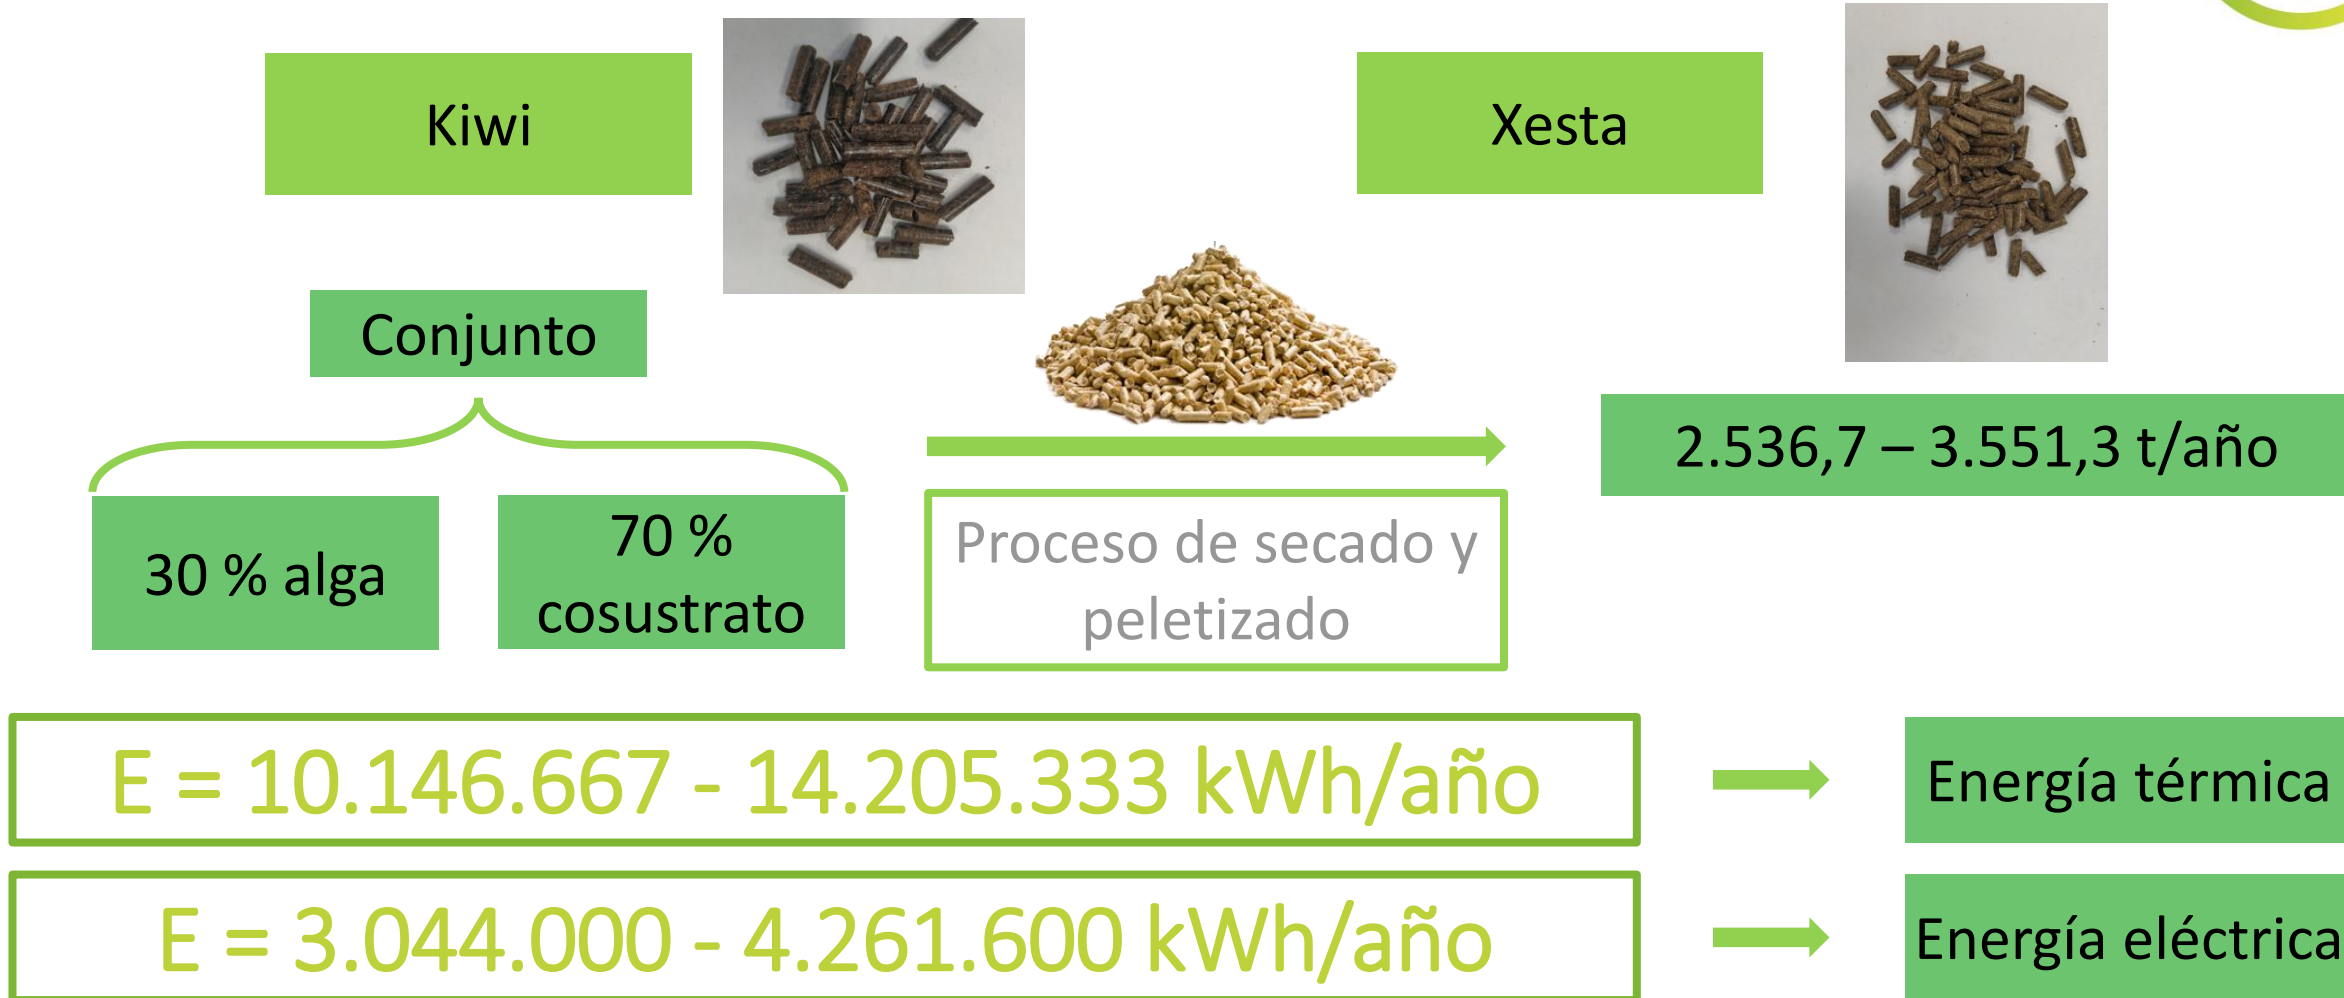 Kiwi
Xesta
Conjunto
30 % alga
70 %
cosustrato
Proceso de secado y
peletizado
2.536,7 – 3.551,3 t/año
E = 10.146.667 - 14.205.333 kWh/año
Energía térmica
E = 3.044.000 - 4.261.600 kWh/año
Energía eléctrica